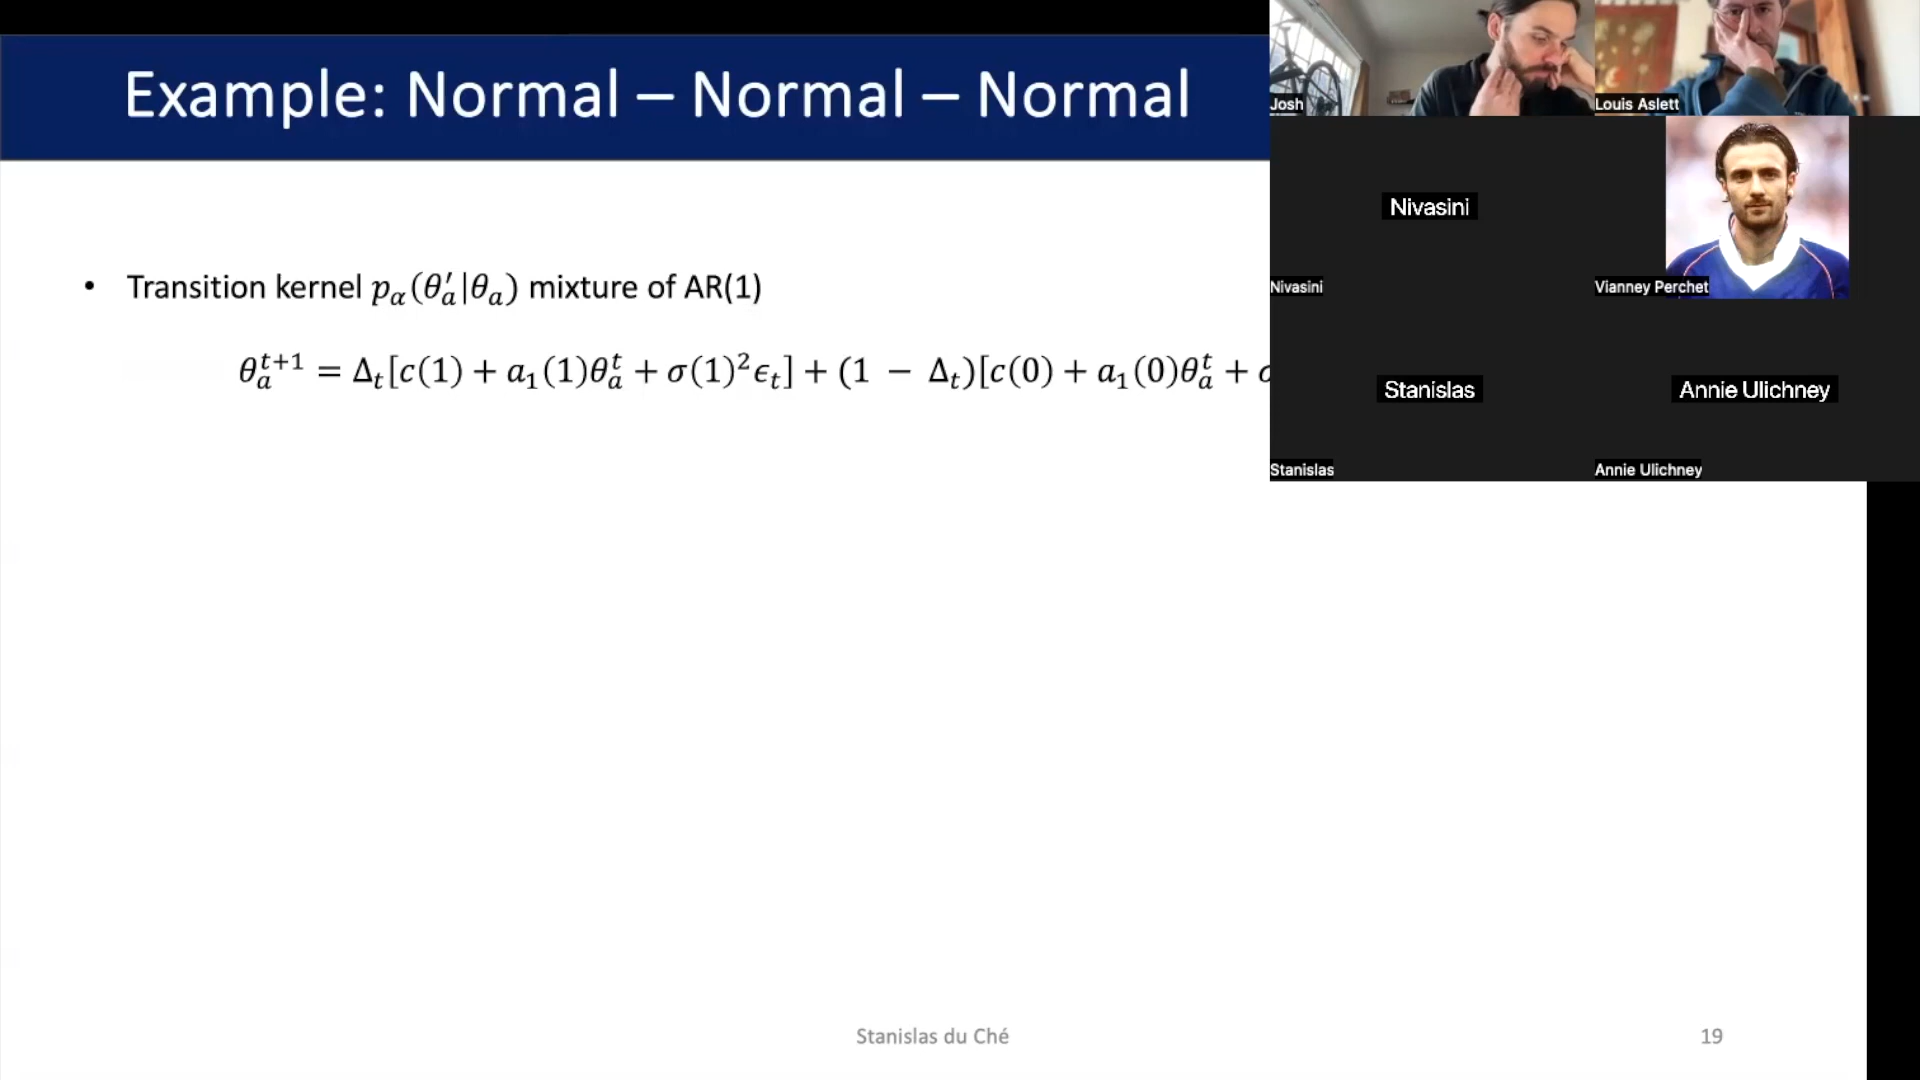 Example: Normal – Normal – Normal
• Transition kernel p_α(θ′_a|θ_a) mixture of AR(1)
θ_a^{t+1} = Δ_t[c(1) + a_1(1)θ_a^t + σ(1)^2ϵ_t] + (1 − Δ_t)[c(0) + a_1(0)θ_a^t +
Josh
Louis Aslett
Nivasini
Nivasini
Vianney Perchet
Stanislas
Annie Ulichney
Stanislas
Annie Ulichney
Stanislas du Ché
19